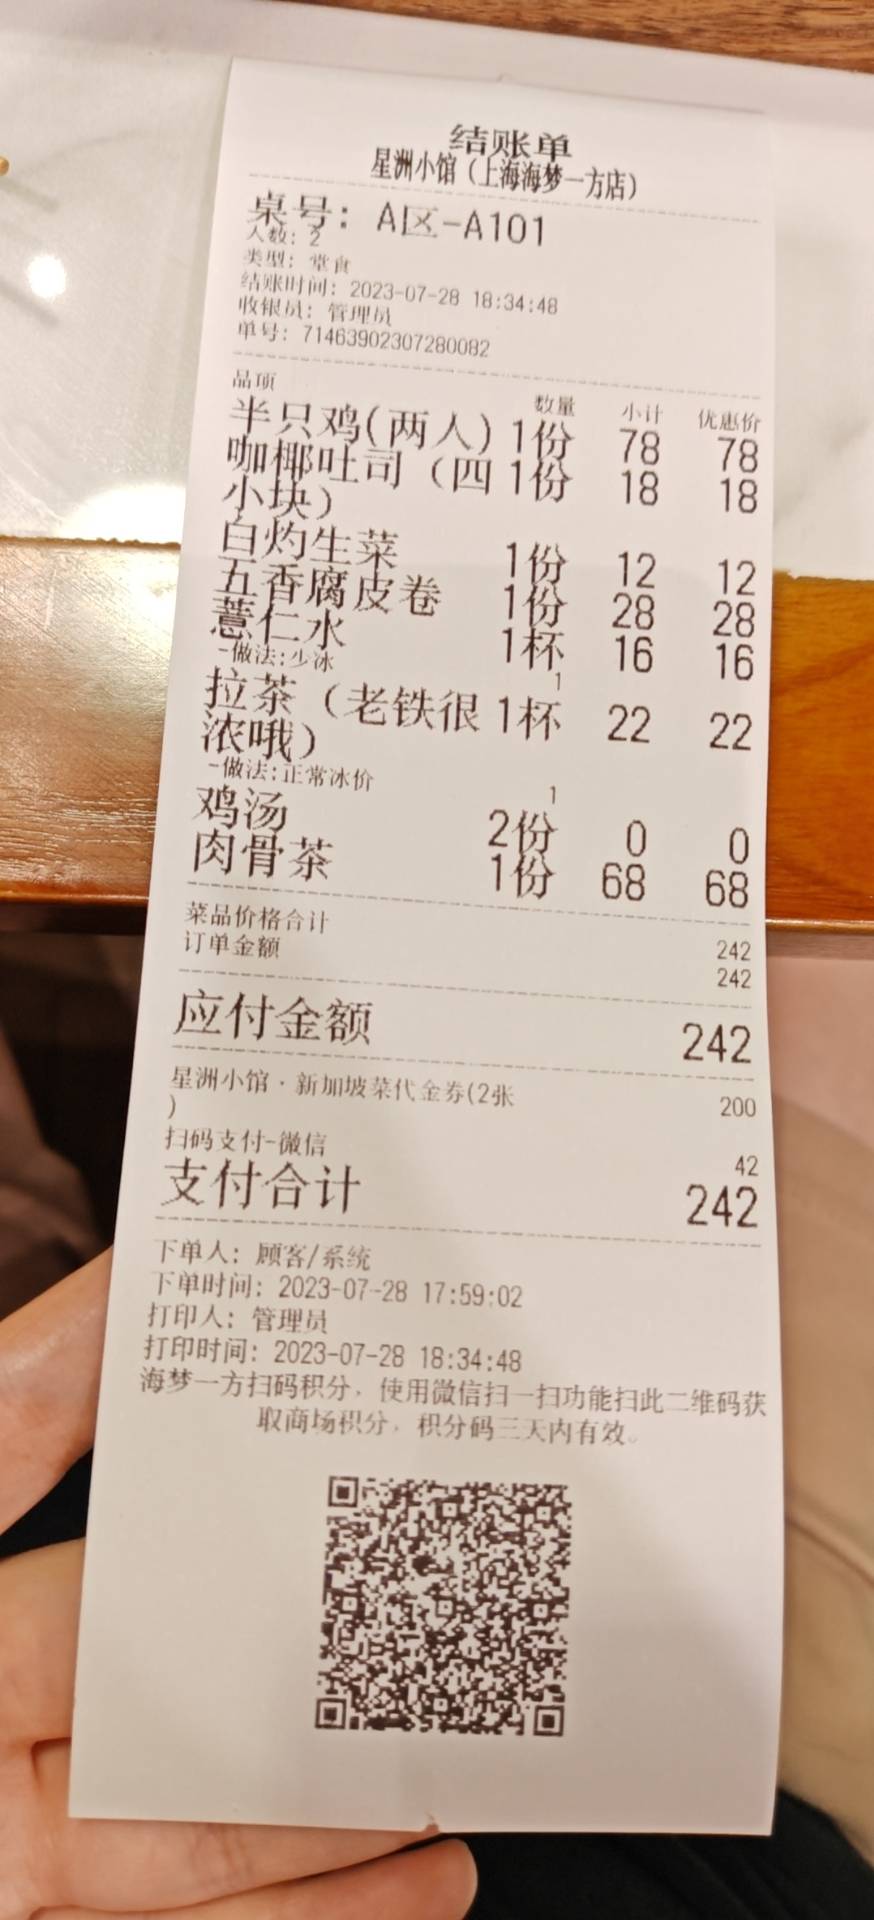 结账单
星洲小馆（上海海梦一方店）
桌号：A区-A101
人数：2
类型：堂食
结账时间：2023-07-28 18:34:48
收银员：管理员
单号：71463902307280082
品项 数量 小计 优惠价
半只鸡(两人) 1份 78 78
咖椰吐司（四 1份 18 18
小块）
白灼生菜 1份 12 12
五香腐皮卷 1份 28 28
薏仁水 1杯 16 16
-做法:少冰 1
拉茶（老铁很 1杯 22 22
浓哦）
-做法:正常冰价 1
鸡汤 2份 0 0
肉骨茶 1份 68 68
菜品价格合计 242
订单金额 242
应付金额 242
星洲小馆·新加坡菜代金券(2张 200
)
扫码支付-微信 42
支付合计 242
下单人：顾客/系统
下单时间：2023-07-28 17:59:02
打印人：管理员
打印时间：2023-07-28 18:34:48
海梦一方扫码积分，使用微信扫一扫功能扫此二维码获
取商场积分，积分码三天内有效。